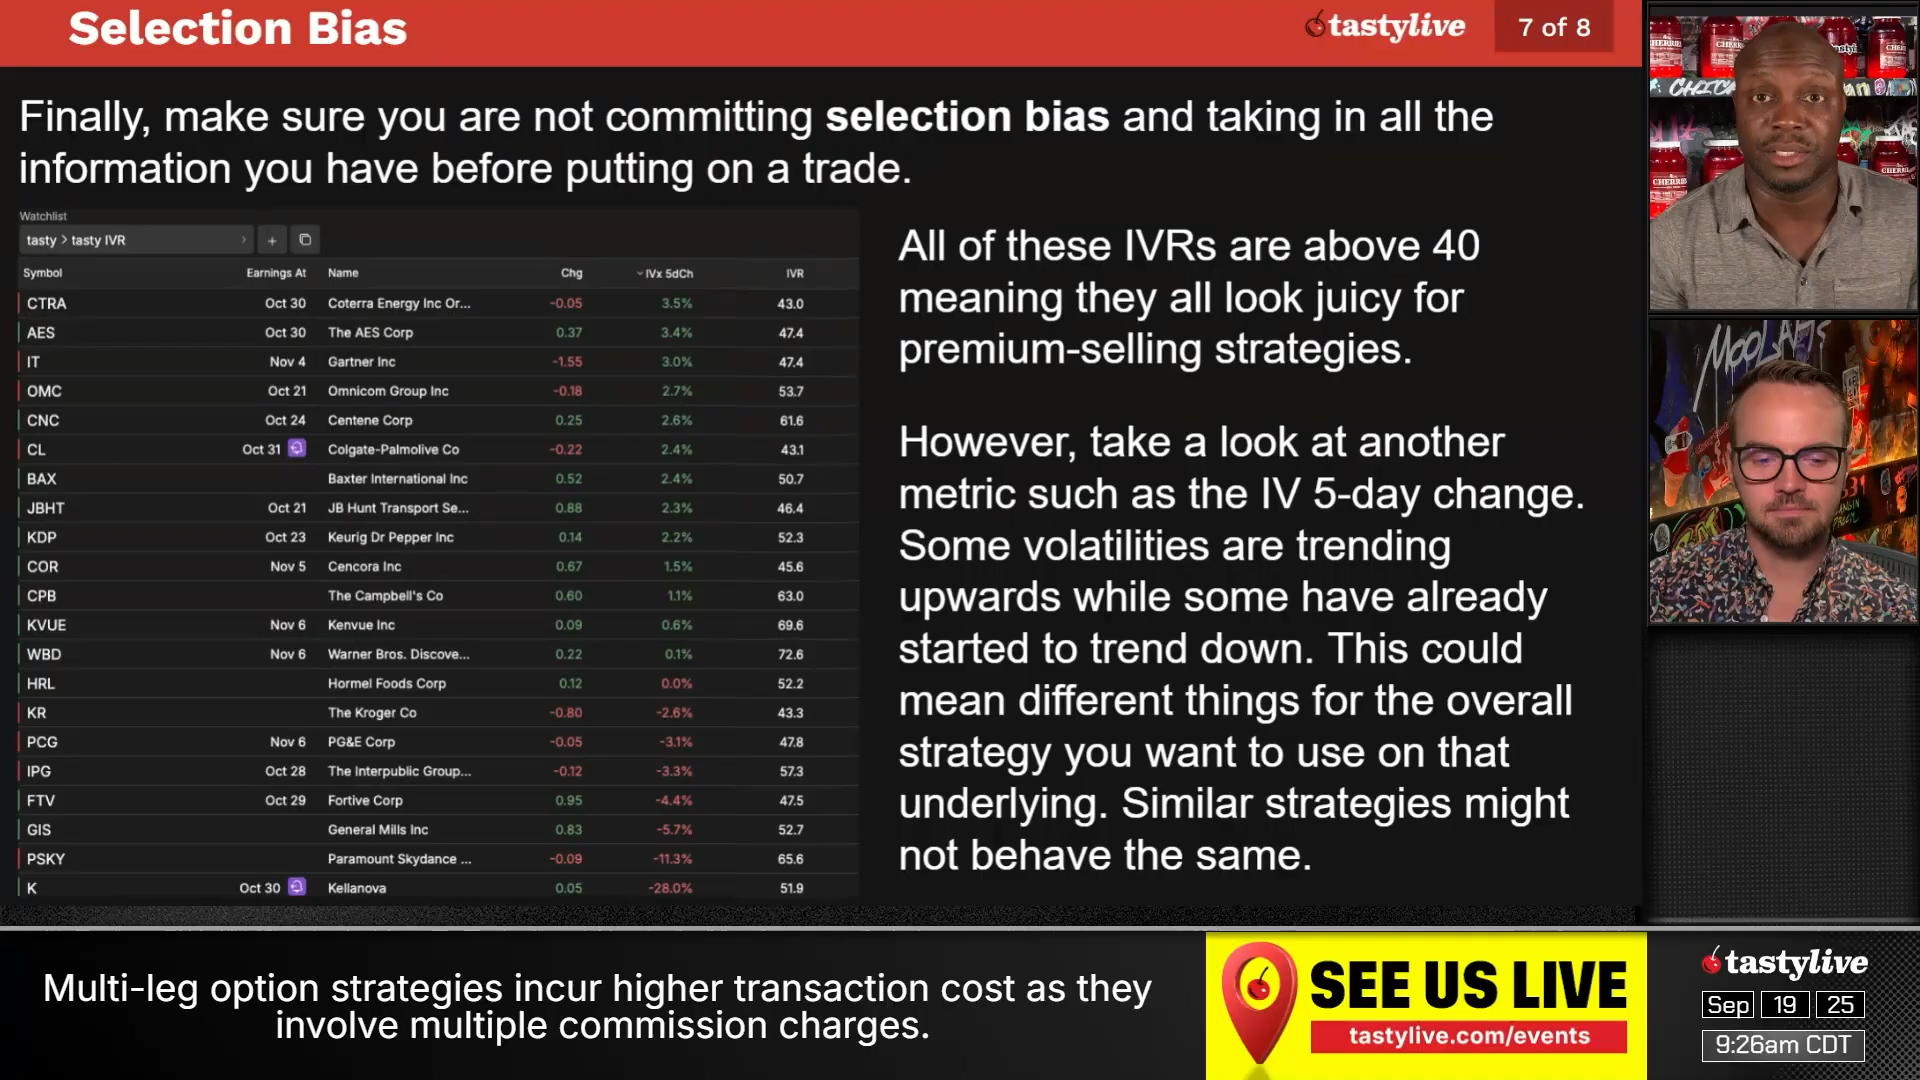 Selection Bias
tastylive
7 of 8
Finally, make sure you are not committing selection bias and taking in all the
information you have before putting on a trade.
Watchlist
tasty > tasty IVR
Symbol Earnings At Name Chg IVx 5dCh IVR
CTRA Oct 30 Coterra Energy Inc Or... -0.05 3.5% 43.0
AES Oct 30 The AES Corp 0.37 3.4% 47.4
IT Nov 4 Gartner Inc -1.55 3.0% 47.4
OMC Oct 21 Omnicom Group Inc -0.18 2.7% 53.7
CNC Oct 24 Centene Corp 0.25 2.6% 61.6
CL Oct 31 Colgate-Palmolive Co -0.22 2.4% 43.1
BAX Baxter International Inc 0.52 2.4% 50.7
JBHT Oct 21 JB Hunt Transport Se... 0.88 2.3% 46.4
KDP Oct 23 Keurig Dr Pepper Inc 0.14 2.2% 52.3
COR Nov 5 Cencora Inc 0.67 1.5% 45.6
CPB The Campbell's Co 0.60 1.1% 63.0
KVUE Nov 6 Kenvue Inc 0.09 0.6% 69.6
WBD Nov 6 Warner Bros. Discove... 0.22 0.1% 72.6
HRL Hormel Foods Corp 0.12 0.0% 52.2
KR The Kroger Co -0.80 -2.6% 43.3
PCG Nov 6 PG&E Corp -0.05 -3.1% 47.8
IPG Oct 28 The Interpublic Group... -0.12 -3.3% 57.3
FTV Oct 29 Fortive Corp 0.95 -4.4% 47.5
GIS General Mills Inc 0.83 -5.7% 52.7
PSKY Paramount Skydance ... -0.09 -11.3% 65.6
K Oct 30 Kellanova 0.05 -28.0% 51.9
All of these IVRs are above 40
meaning they all look juicy for
premium-selling strategies.
However, take a look at another
metric such as the IV 5-day change.
Some volatilities are trending
upwards while some have already
started to trend down. This could
mean different things for the overall
strategy you want to use on that
underlying. Similar strategies might
not behave the same.
Multi-leg option strategies incur higher transaction cost as they
involve multiple commission charges.
SEE US LIVE
tastylive.com/events
tastylive
Sep 19 25
9:26am CDT